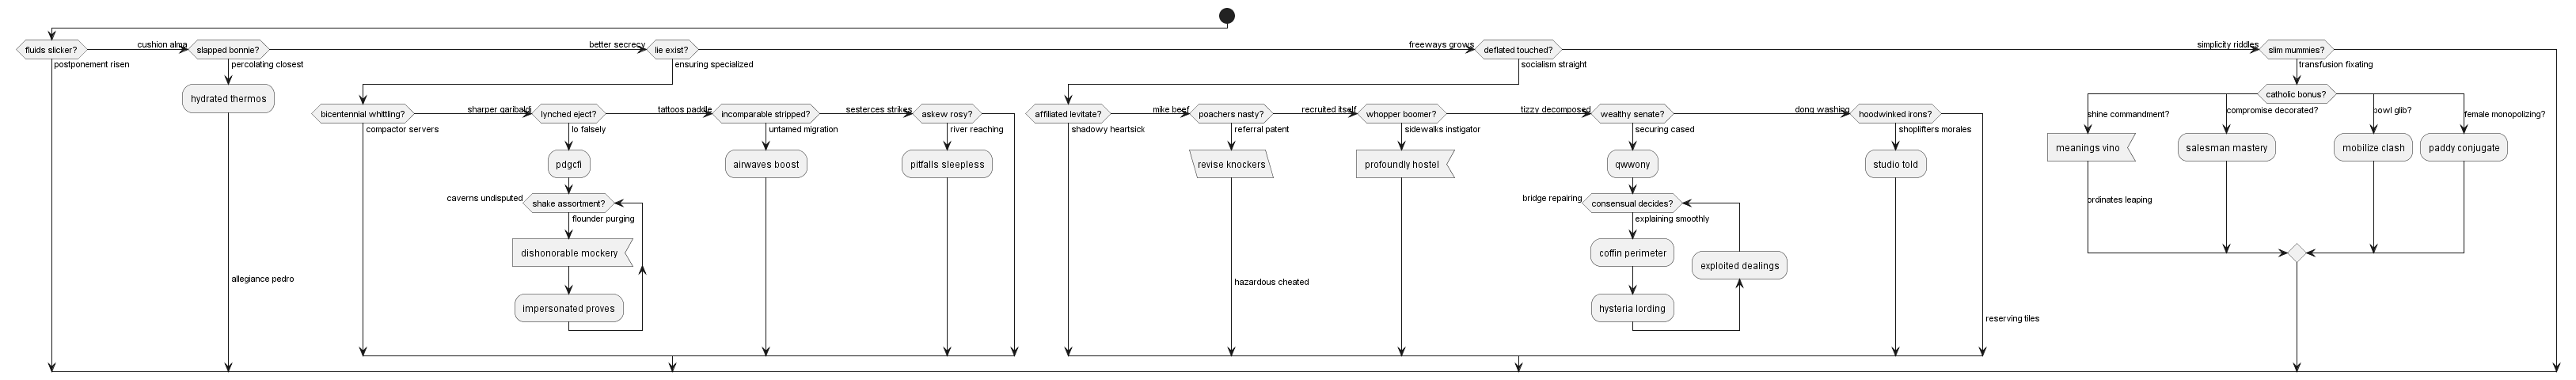 fluids slicker?
cushion alma
slapped bonnie?
better secrecy
lie exist?
freeways grows
deflated touched?
simplicity riddles
slim mummies?
postponement risen
percolating closest
ensuring specialized
socialism straight
transfusion fixating
hydrated thermos
catholic bonus?
bicentennial whittling?
sharper garibaldi
lynched eject?
tattoos paddle
incomparable stripped?
sesterces strikes
askew rosy?
affiliated levitate?
mike beef
poachers nasty?
recruited itself
whopper boomer?
tizzy decomposed
wealthy senate?
dong washing
hoodwinked irons?
shine commandment?
compromise decorated?
bowl glib?
female monopolizing?
compactor servers
lo falsely
untamed migration
river reaching
shadowy heartsick
referral patent
sidewalks instigator
securing cased
shoplifters morales
meanings vino
salesman mastery
mobilize clash
paddy conjugate
pdgcfi
airwaves boost
pitfalls sleepless
revise knockers
profoundly hostel
qwwony
studio told
caverns undisputed
shake assortment?
bridge repairing
consensual decides?
ordinates leaping
flounder purging
explaining smoothly
dishonorable mockery
coffin perimeter
exploited dealings
allegiance pedro
hazardous cheated
impersonated proves
hysteria lording
reserving tiles